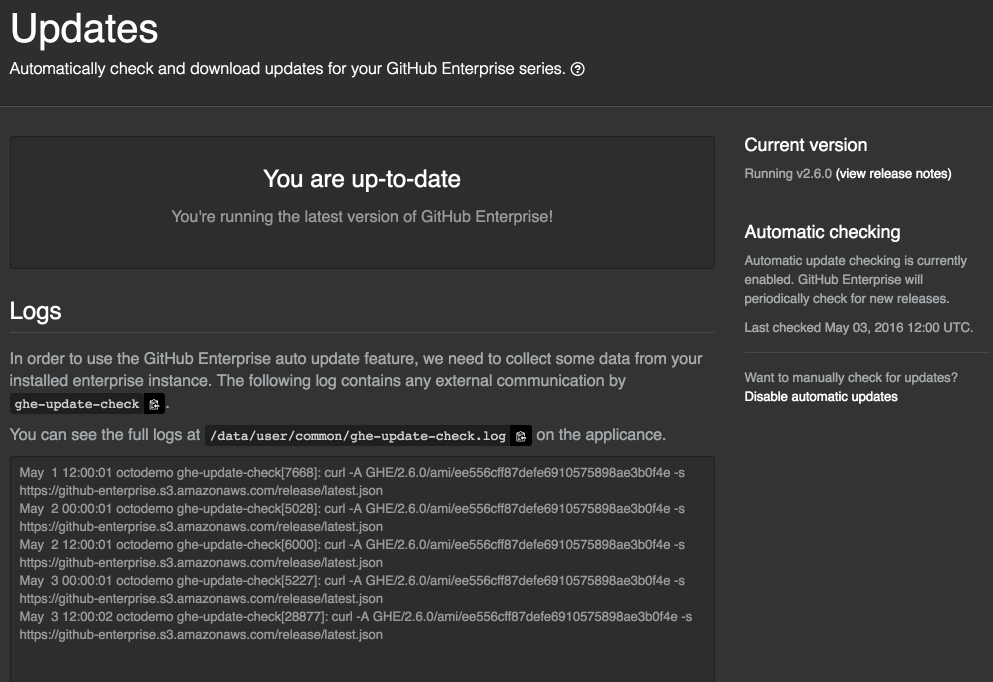 Updates
Automatically check and download updates for your GitHub Enterprise series.
You are up-to-date
You're running the latest version of GitHub Enterprise!
Logs
In order to use the GitHub Enterprise auto update feature, we need to collect some data from your
installed enterprise instance. The following log contains any external communication by
ghe-update-check .
You can see the full logs at /data/user/common/ghe-update-check.log on the applicance.
May 1 12:00:01 octodemo ghe-update-check[7668]: curl -A GHE/2.6.0/ami/ee556cff87defe6910575898ae3b0f4e -s
https://github-enterprise.s3.amazonaws.com/release/latest.json
May 2 00:00:01 octodemo ghe-update-check[5028]: curl -A GHE/2.6.0/ami/ee556cff87defe6910575898ae3b0f4e -s
https://github-enterprise.s3.amazonaws.com/release/latest.json
May 2 12:00:01 octodemo ghe-update-check[6000]: curl -A GHE/2.6.0/ami/ee556cff87defe6910575898ae3b0f4e -s
https://github-enterprise.s3.amazonaws.com/release/latest.json
May 3 00:00:01 octodemo ghe-update-check[5227]: curl -A GHE/2.6.0/ami/ee556cff87defe6910575898ae3b0f4e -s
https://github-enterprise.s3.amazonaws.com/release/latest.json
May 3 12:00:02 octodemo ghe-update-check[28877]: curl -A GHE/2.6.0/ami/ee556cff87defe6910575898ae3b0f4e -s
https://github-enterprise.s3.amazonaws.com/release/latest.json
Current version
Running v2.6.0 (view release notes)
Automatic checking
Automatic update checking is currently
enabled. GitHub Enterprise will
periodically check for new releases.
Last checked May 03, 2016 12:00 UTC.
Want to manually check for updates?
Disable automatic updates